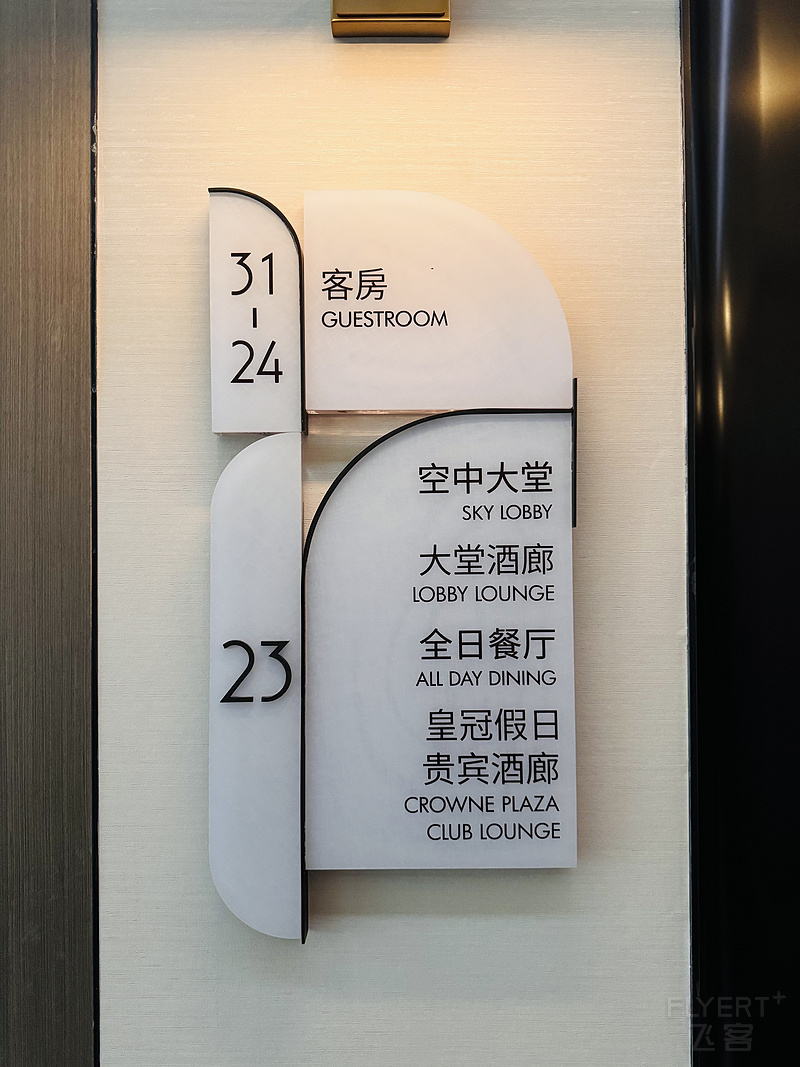 31
-
24
客房
GUESTROOM
23
空中大堂
SKY LOBBY
大堂酒廊
LOBBY LOUNGE
全日餐厅
ALL DAY DINING
皇冠假日
贵宾酒廊
CROWNE PLAZA
CLUB LOUNGE
FLYERT+
飞客